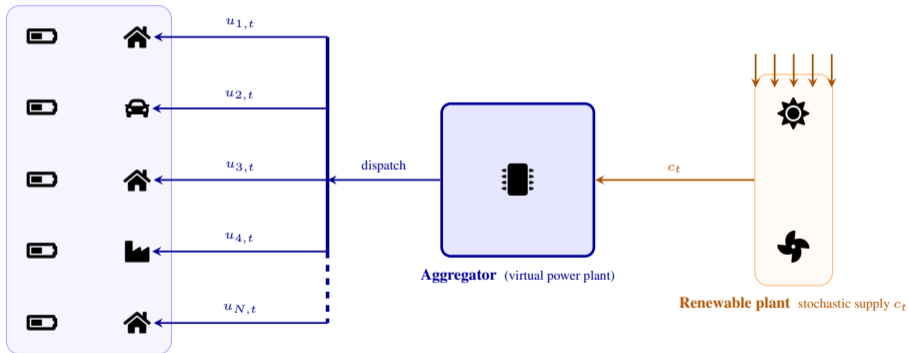 u_{1,t}
u_{2,t}
u_{3,t}
dispatch
c_t
u_{4,t}
Aggregator (virtual power plant)
u_{N,t}
Renewable plant stochastic supply c_t